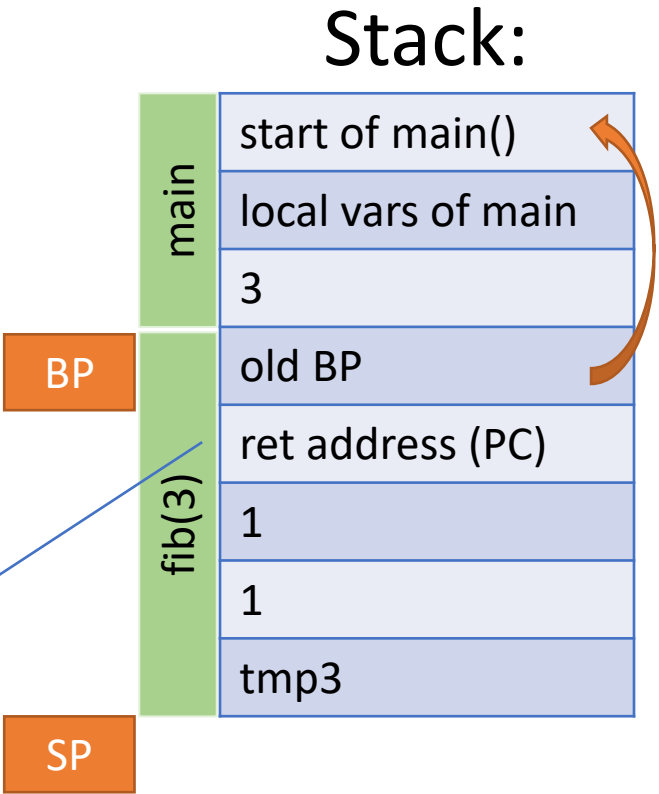 Stack:
main
start of main()
local vars of main
3
BP
old BP
ret address (PC)
fib(3)
1
1
tmp3
SP